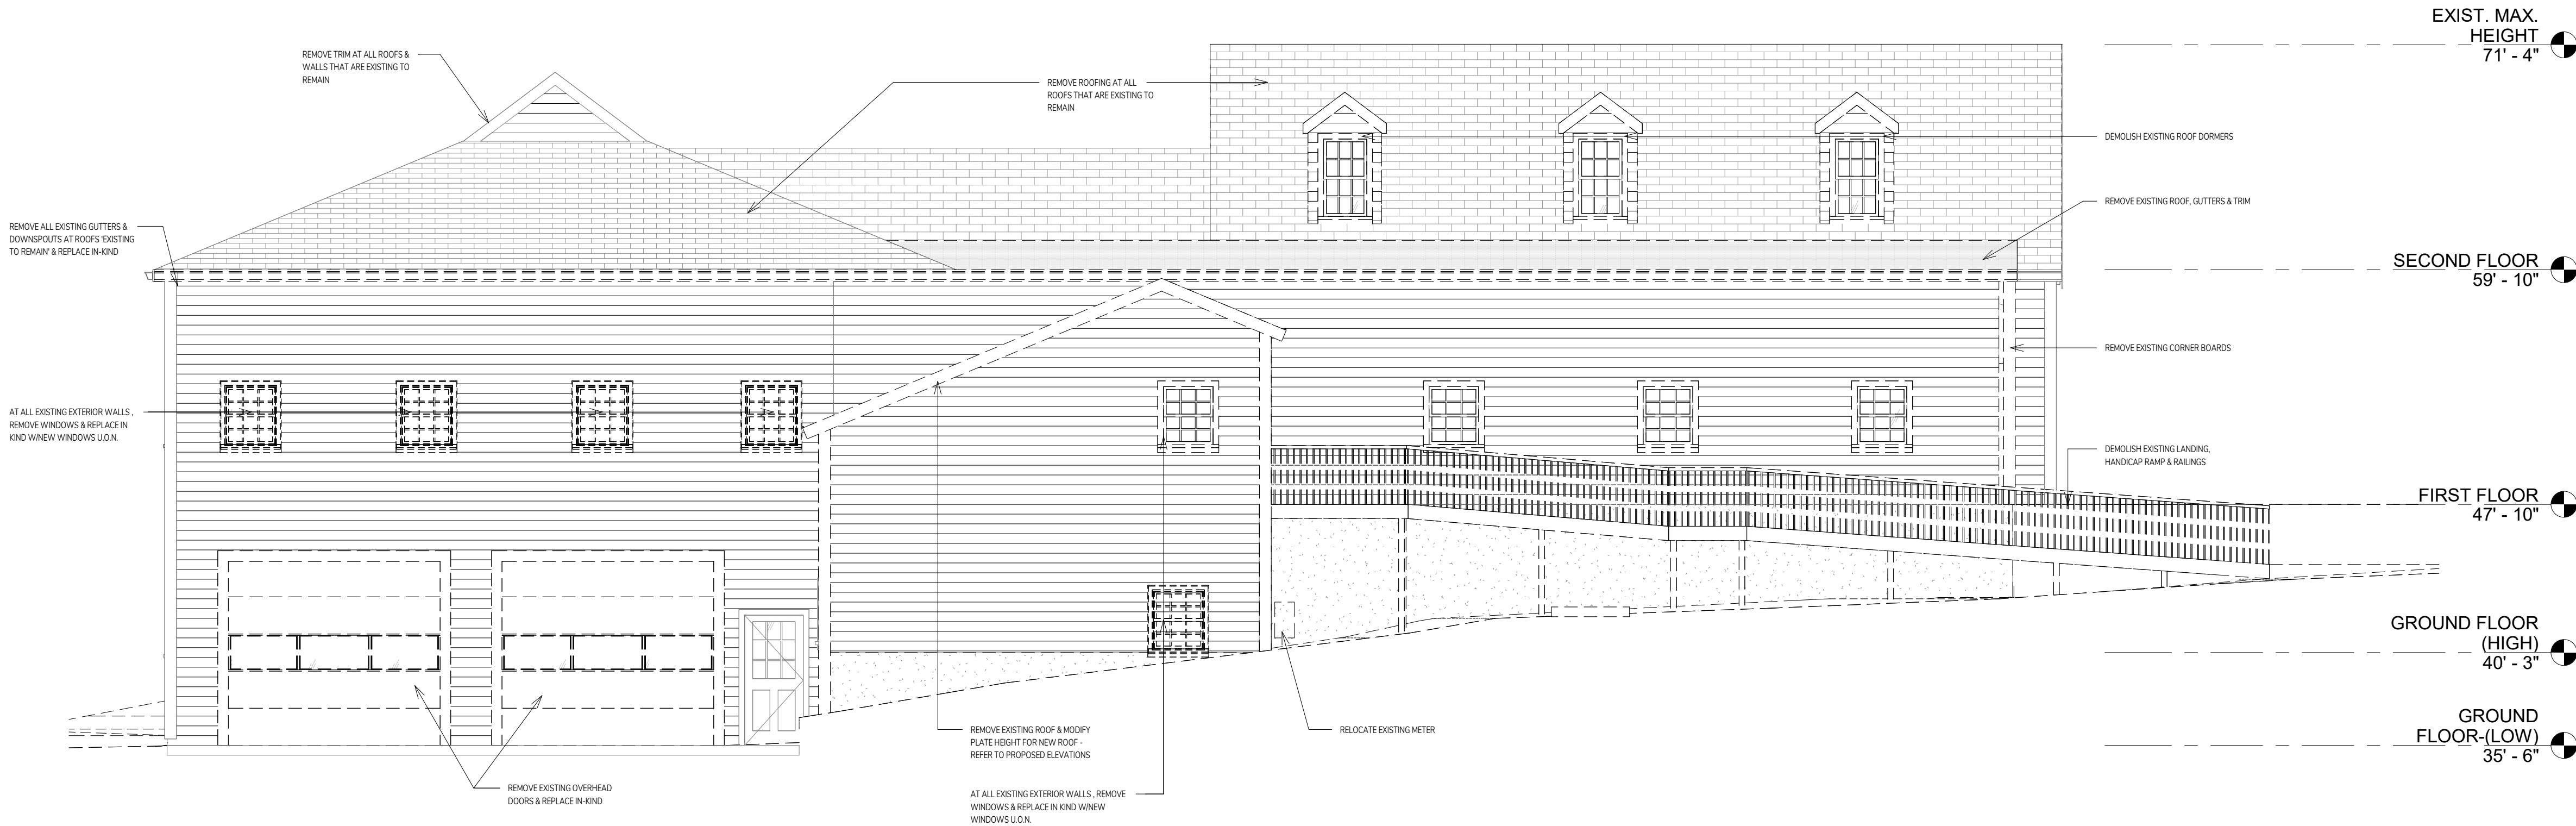 REMOVE TRIM AT ALL ROOFS &
WALLS THAT ARE EXISTING TO
REMAIN
REMOVE ROOFING AT ALL
ROOFS THAT ARE EXISTING TO
REMAIN
EXIST. MAX.
HEIGHT
71' - 4"
DEMOLISH EXISTING ROOF DORMERS
REMOVE EXISTING ROOF, GUTTERS & TRIM
REMOVE ALL EXISTING GUTTERS &
DOWNSPOUTS AT ROOFS 'EXISTING
TO REMAIN' & REPLACE IN-KIND
SECOND FLOOR
59' - 10"
REMOVE EXISTING CORNER BOARDS
AT ALL EXISTING EXTERIOR WALLS ,
REMOVE WINDOWS & REPLACE IN
KIND W/NEW WINDOWS U.O.N.
DEMOLISH EXISTING LANDING,
HANDICAP RAMP & RAILINGS
FIRST FLOOR
47' - 10"
GROUND FLOOR
(HIGH)
40' - 3"
GROUND
FLOOR-(LOW)
35' - 6"
REMOVE EXISTING ROOF & MODIFY
PLATE HEIGHT FOR NEW ROOF -
REFER TO PROPOSED ELEVATIONS
RELOCATE EXISTING METER
REMOVE EXISTING OVERHEAD
DOORS & REPLACE IN-KIND
AT ALL EXISTING EXTERIOR WALLS , REMOVE
WINDOWS & REPLACE IN KIND W/NEW
WINDOWS U.O.N.